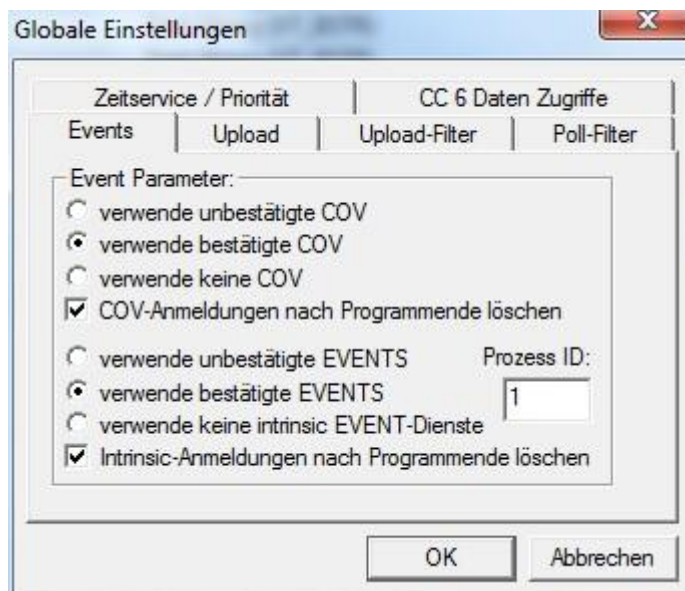 Globale Einstellungen
Zeitservice / Priorität
CC 6 Daten Zugriffe
Events
Upload
Upload-Filter
Poll-Filter
Event Parameter:
verwende unbestätigte COV
verwende bestätigte COV
verwende keine COV
COV-Anmeldungen nach Programmende löschen
verwende unbestätigte EVENTS
Prozess ID:
verwende bestätigte EVENTS
1
verwende keine intrinsic EVENT-Dienste
Intrinsic-Anmeldungen nach Programmende löschen
OK
Abbrechen